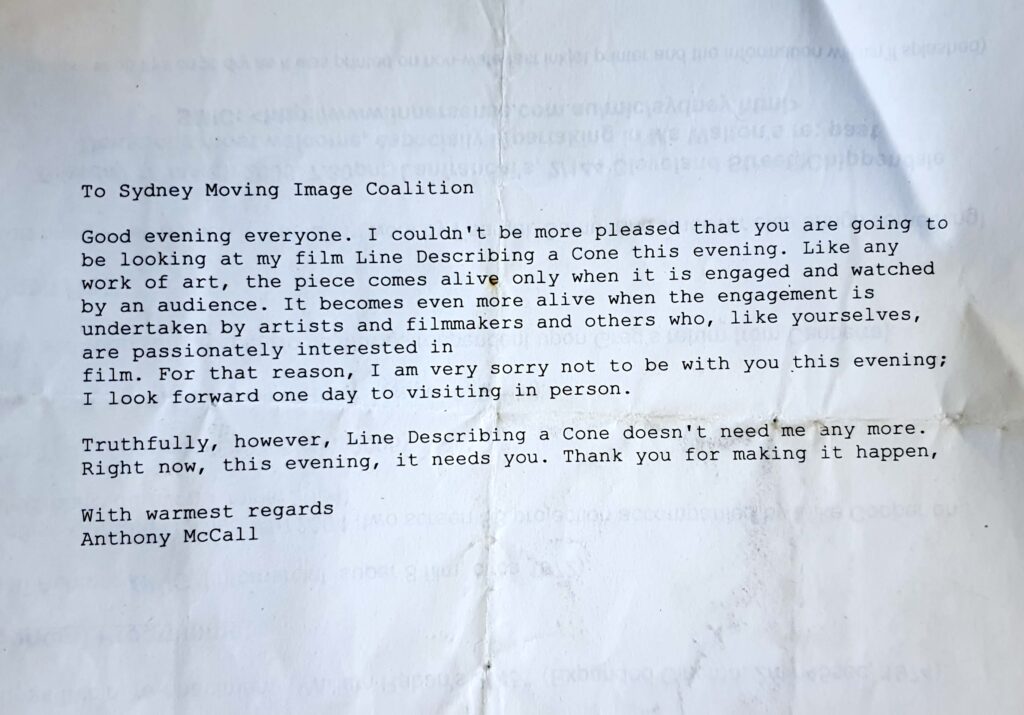 To Sydney Moving Image Coalition
Good evening everyone. I couldn't be more pleased that you are going to
be looking at my film Line Describing a Cone this evening. Like any
work of art, the piece comes alive only when it is engaged and watched
by an audience. It becomes even more alive when the engagement is
undertaken by artists and filmmakers and others who, like yourselves,
are passionately interested in
film. For that reason, I am very sorry not to be with you this evening;
I look forward one day to visiting in person.
Truthfully, however, Line Describing a Cone doesn't need me any more.
Right now, this evening, it needs you. Thank you for making it happen,
With warmest regards
Anthony McCall